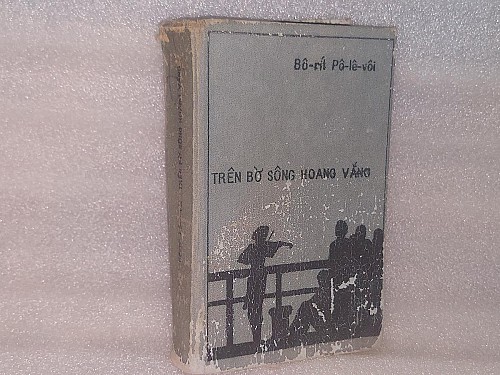 Bô-rít Pô-lê-vôi
TRÊN BỜ SÔNG HOANG VẮNG